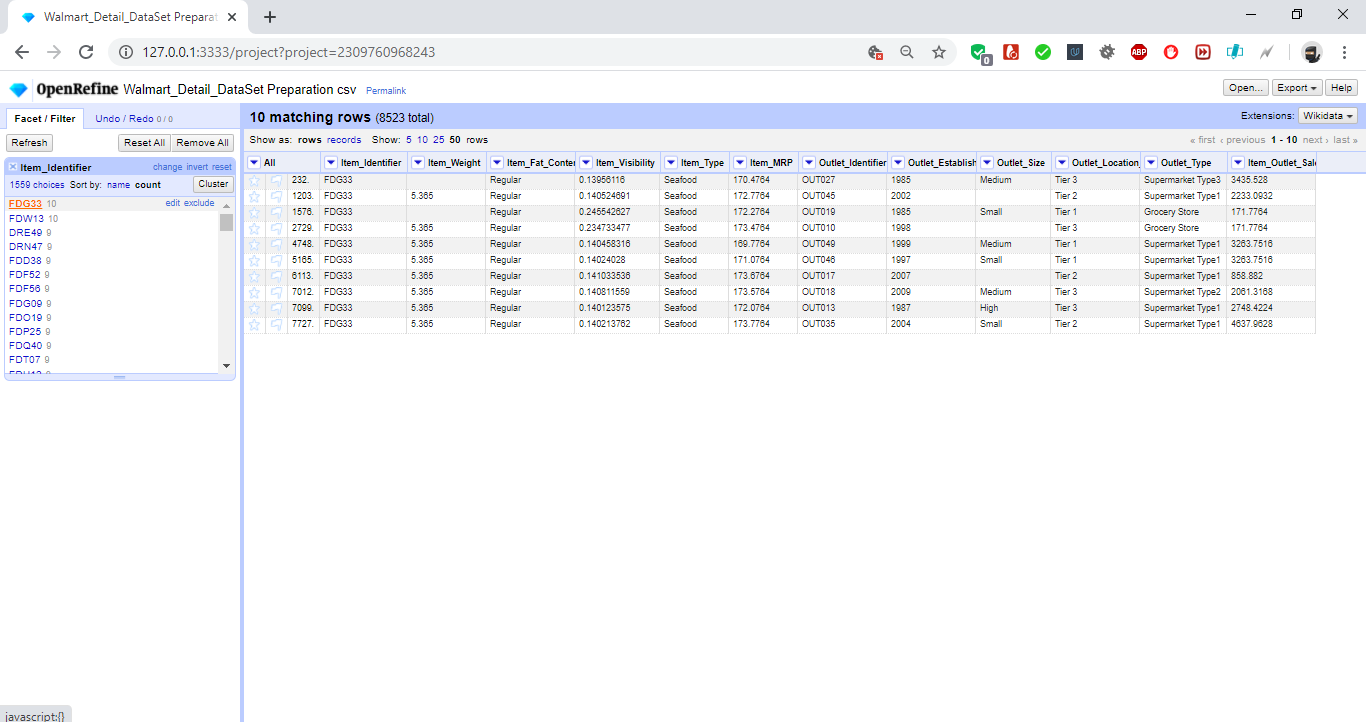 Walmart_Detail_DataSet Preparat
127.0.0.1:3333/project?project=2309760968243
0
ABP
OpenRefine Walmart_Detail_DataSet Preparation csv Permalink
Open... Export Help
Facet / Filter Undo / Redo 0 / 0
10 matching rows (8523 total)
Extensions: Wikidata
Refresh Reset All Remove All
Show as: rows records Show: 5 10 25 50 rows
« first ‹ previous 1 - 10 next › last »
Item_Identifier change invert reset
1559 choices Sort by: name count Cluster
FDG33 10 edit exclude
FDW13 10
DRE49 9
DRN47 9
FDD38 9
FDF52 9
FDF56 9
FDG09 9
FDO19 9
FDP25 9
FDQ40 9
FDT07 9
All Item_Identifier Item_Weight Item_Fat_Conten Item_Visibility Item_Type Item_MRP Outlet_Identifier Outlet_Establish Outlet_Size Outlet_Location_ Outlet_Type Item_Outlet_Sale
232. FDG33 Regular 0.13956116 Seafood 170.4764 OUT027 1985 Medium Tier 3 Supermarket Type3 3435.528
1203. FDG33 5.365 Regular 0.140524691 Seafood 172.7764 OUT045 2002 Tier 2 Supermarket Type1 2233.0932
1576. FDG33 Regular 0.245542627 Seafood 172.2764 OUT019 1985 Small Tier 1 Grocery Store 171.7764
2729. FDG33 5.365 Regular 0.234733477 Seafood 173.4764 OUT010 1998 Tier 3 Grocery Store 171.7764
4748. FDG33 5.365 Regular 0.140458316 Seafood 169.7764 OUT049 1999 Medium Tier 1 Supermarket Type1 3263.7516
5165. FDG33 5.365 Regular 0.14024028 Seafood 171.0764 OUT046 1997 Small Tier 1 Supermarket Type1 3263.7516
6113. FDG33 5.365 Regular 0.141033536 Seafood 173.6764 OUT017 2007 Tier 2 Supermarket Type1 858.882
7012. FDG33 5.365 Regular 0.140811559 Seafood 173.5764 OUT018 2009 Medium Tier 3 Supermarket Type2 2061.3168
7099. FDG33 5.365 Regular 0.140123575 Seafood 172.0764 OUT013 1987 High Tier 3 Supermarket Type1 2748.4224
7727. FDG33 5.365 Regular 0.140213762 Seafood 173.7764 OUT035 2004 Small Tier 2 Supermarket Type1 4637.9628
javascript:{}